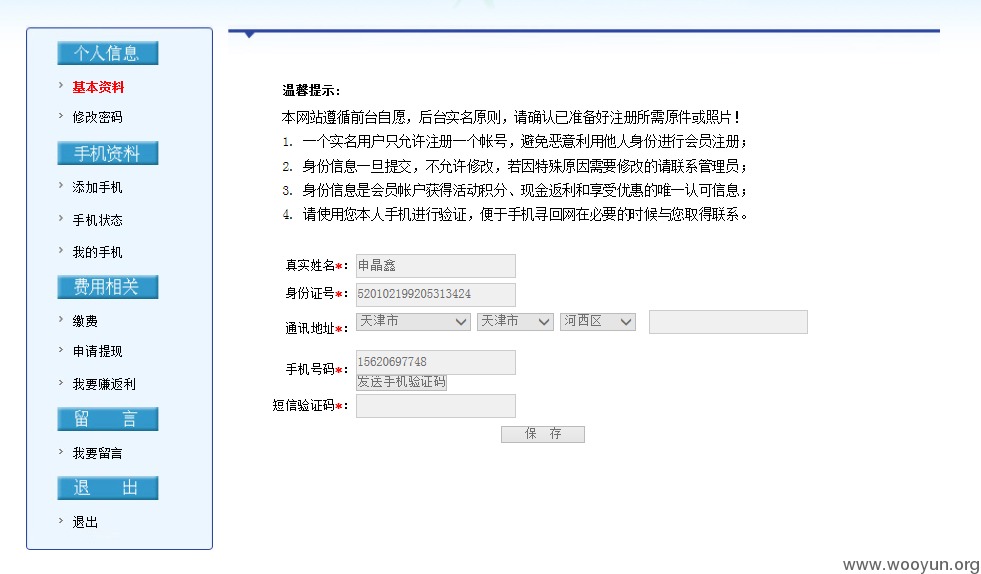 个人信息
基本资料
修改密码
手机资料
添加手机
手机状态
我的手机
费用相关
缴费
申请提现
我要赚返利
留 言
我要留言
退 出
退出
温馨提示：
本网站遵循前台自愿，后台实名原则，请确认已准备好注册所需原件或照片！
1. 一个实名用户只允许注册一个帐号，避免恶意利用他人身份进行会员注册；
2. 身份信息一旦提交，不允许修改，若因特殊原因需要修改的请联系管理员；
3. 身份信息是会员帐户获得活动积分、现金返利和享受优惠的唯一认可信息；
4. 请使用您本人手机进行验证，便于手机寻回网在必要的时候与您取得联系。
真实姓名*： 申晶鑫
身份证号*： 520102199205313424
通讯地址*： 天津市 天津市 河西区
手机号码*： 15620697748
发送手机验证码
短信验证码*：
保 存
www.wooyun.org